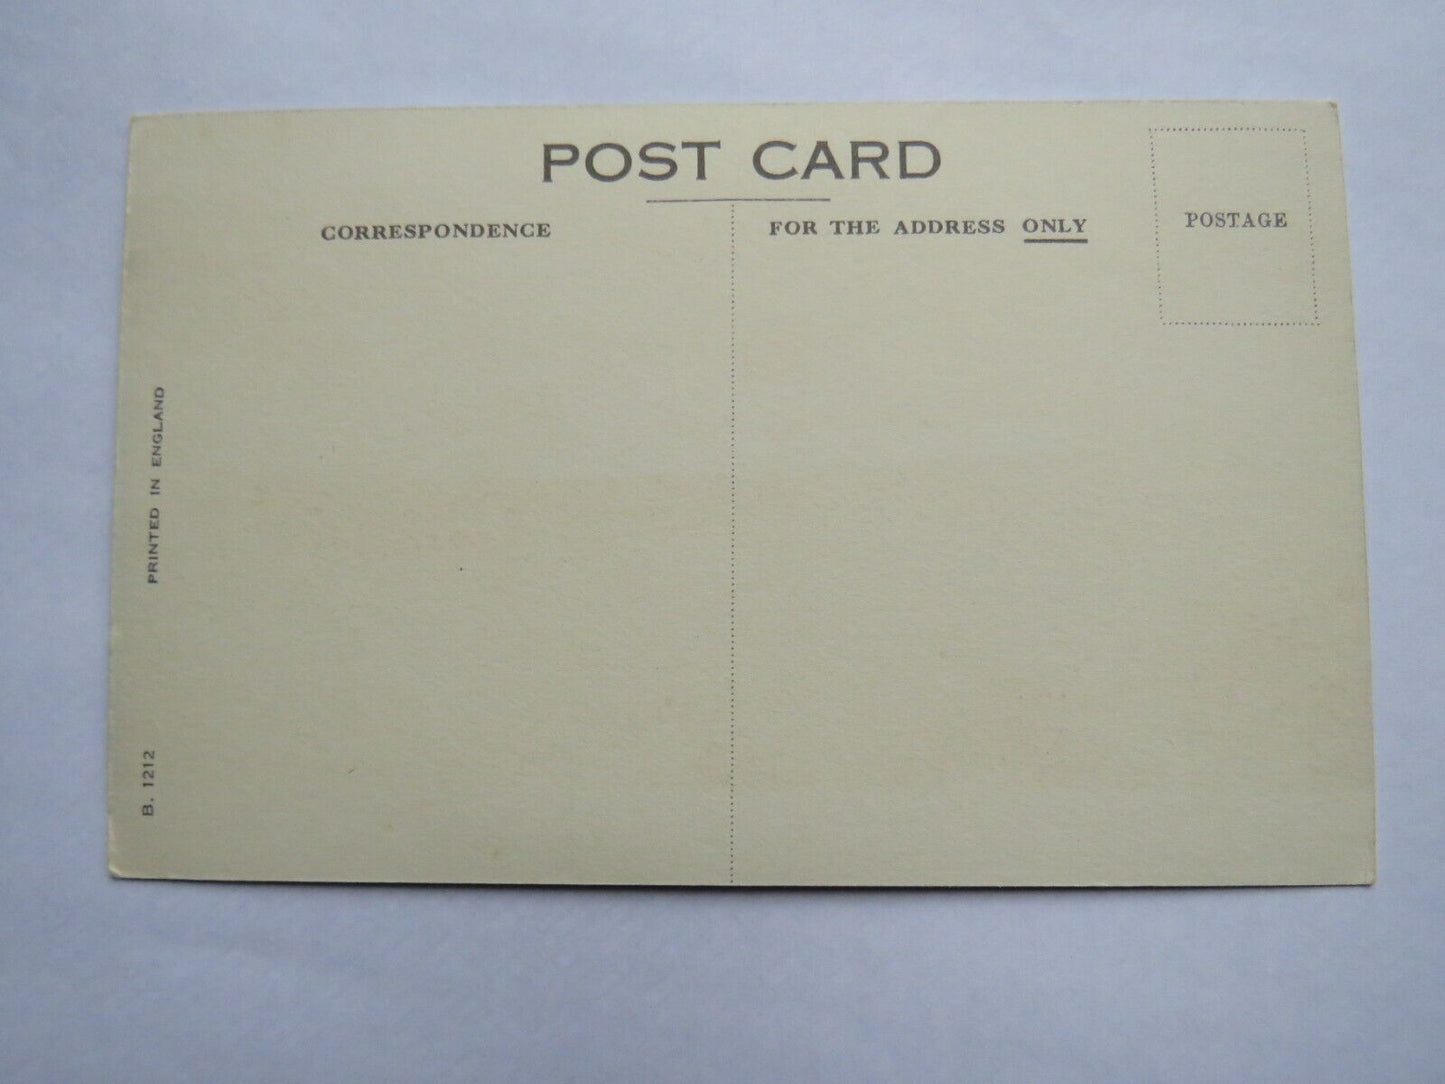 POST CARD
CORRESPONDENCE
FOR THE ADDRESS ONLY
POSTAGE
PRINTED IN ENGLAND
B. 1212